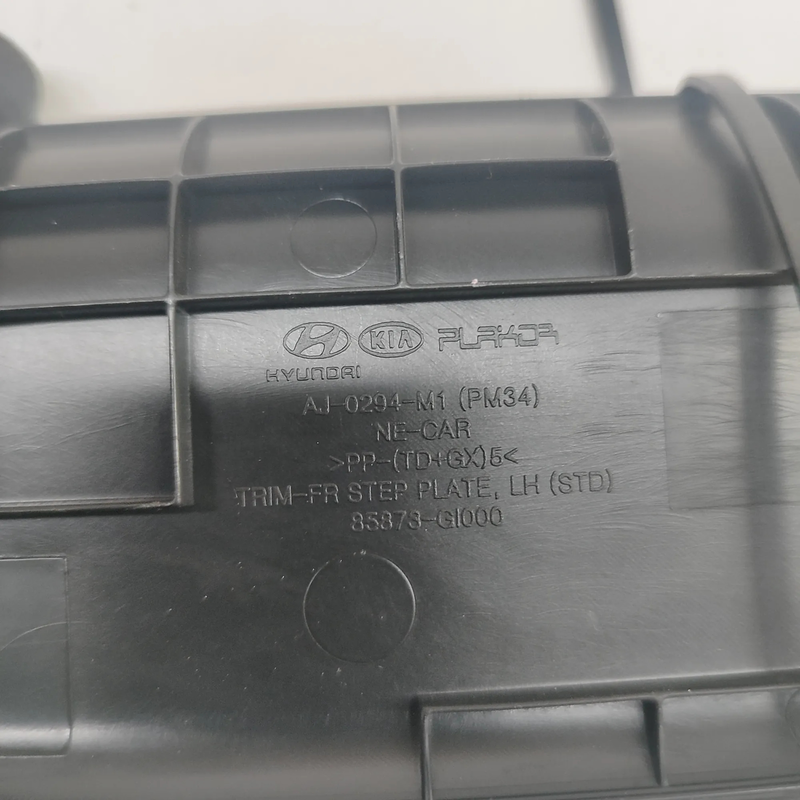 KIA PLAKOR
HYUNDAI
AJ-0294-M1 (PM34)
NE-CAR
>PP-(TD+GX)5<
TRIM-FR STEP PLATE, LH (STD)
85873-GI000